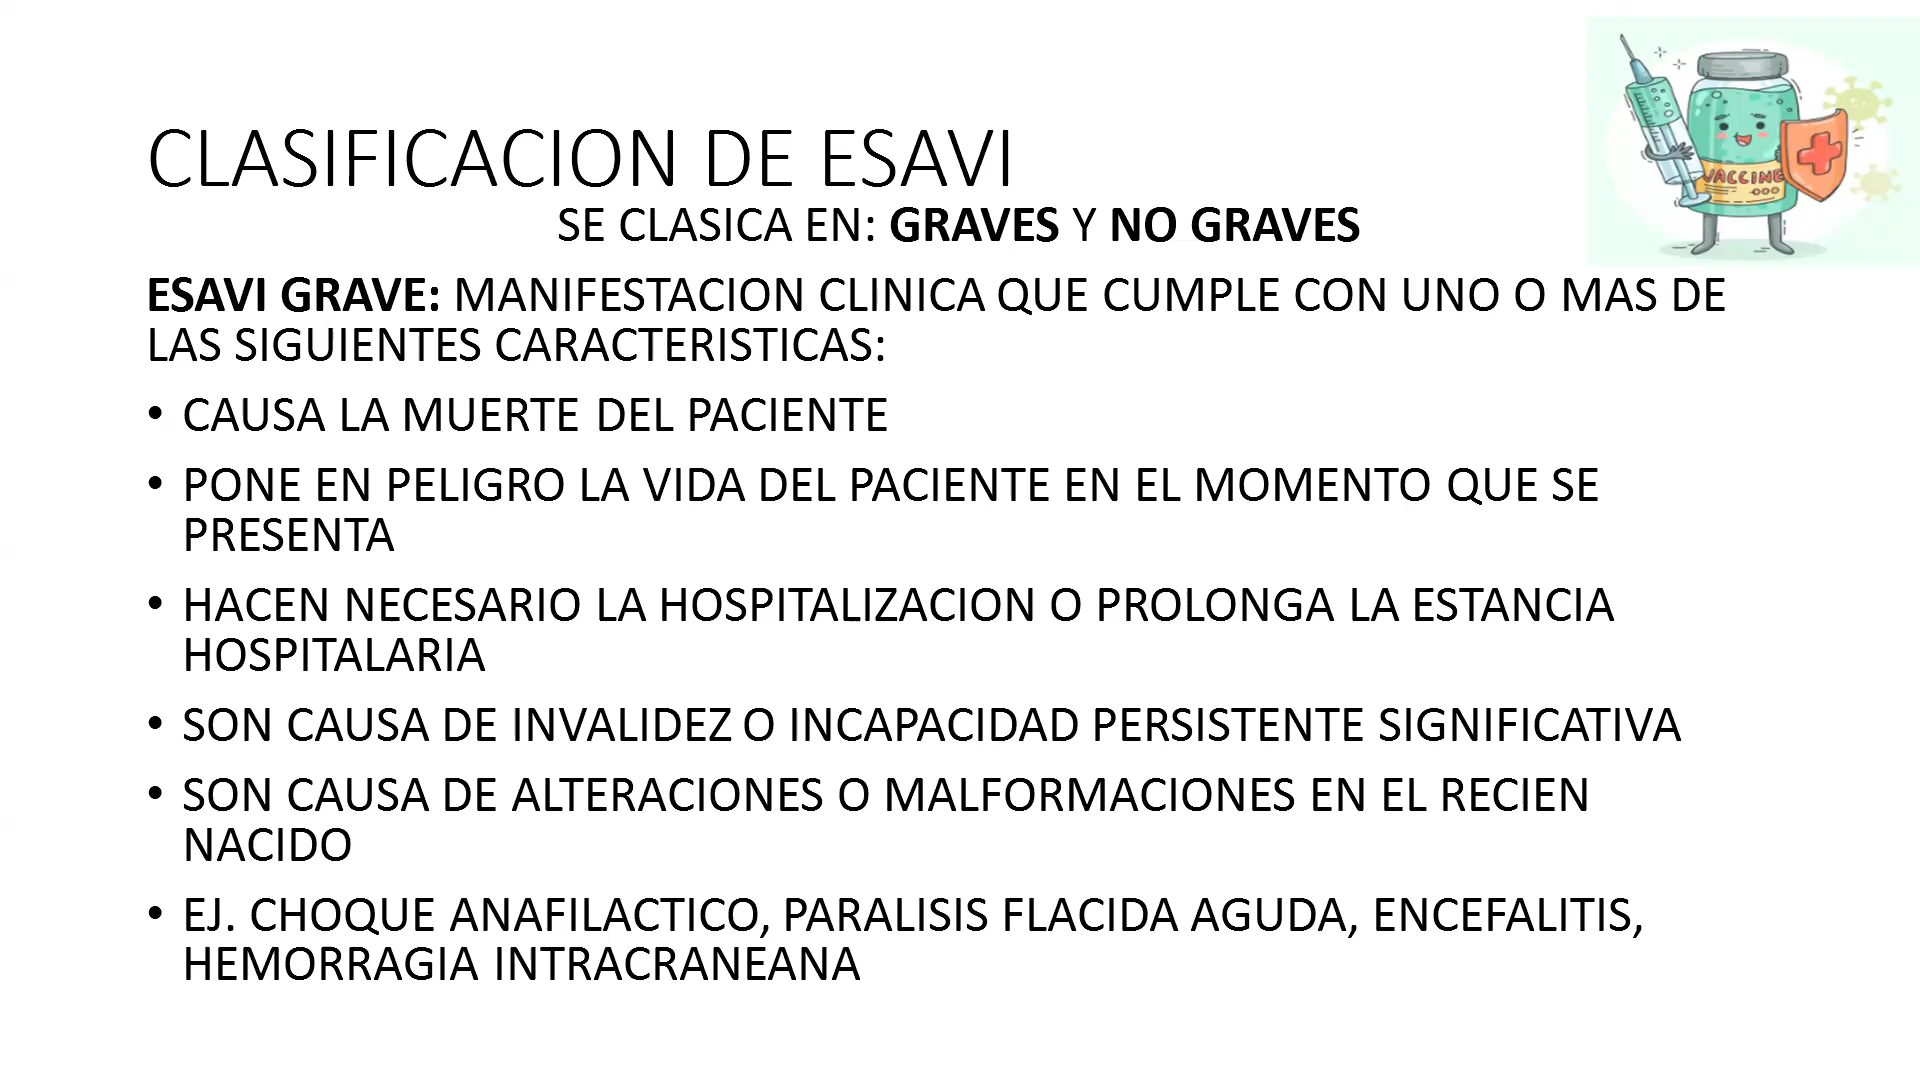 CLASIFICACION DE ESAVI
SE CLASICA EN: GRAVES Y NO GRAVES
ESAVI GRAVE: MANIFESTACION CLINICA QUE CUMPLE CON UNO O MAS DE
LAS SIGUIENTES CARACTERISTICAS:
• CAUSA LA MUERTE DEL PACIENTE
• PONE EN PELIGRO LA VIDA DEL PACIENTE EN EL MOMENTO QUE SE
PRESENTA
• HACEN NECESARIO LA HOSPITALIZACION O PROLONGA LA ESTANCIA
HOSPITALARIA
• SON CAUSA DE INVALIDEZ O INCAPACIDAD PERSISTENTE SIGNIFICATIVA
• SON CAUSA DE ALTERACIONES O MALFORMACIONES EN EL RECIEN
NACIDO
• EJ. CHOQUE ANAFILACTICO, PARALISIS FLACIDA AGUDA, ENCEFALITIS,
HEMORRAGIA INTRACRANEANA
VACCINE